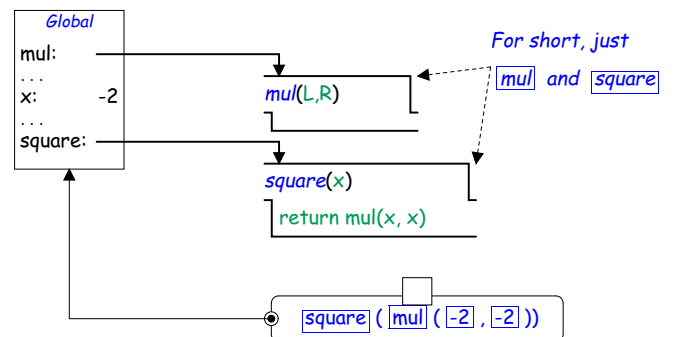 Global
mul:
. . .
x: -2
. . .
square:
mul(L,R)
square(x)
return mul(x, x)
For short, just
mul and square
square ( mul ( -2 , -2 ))